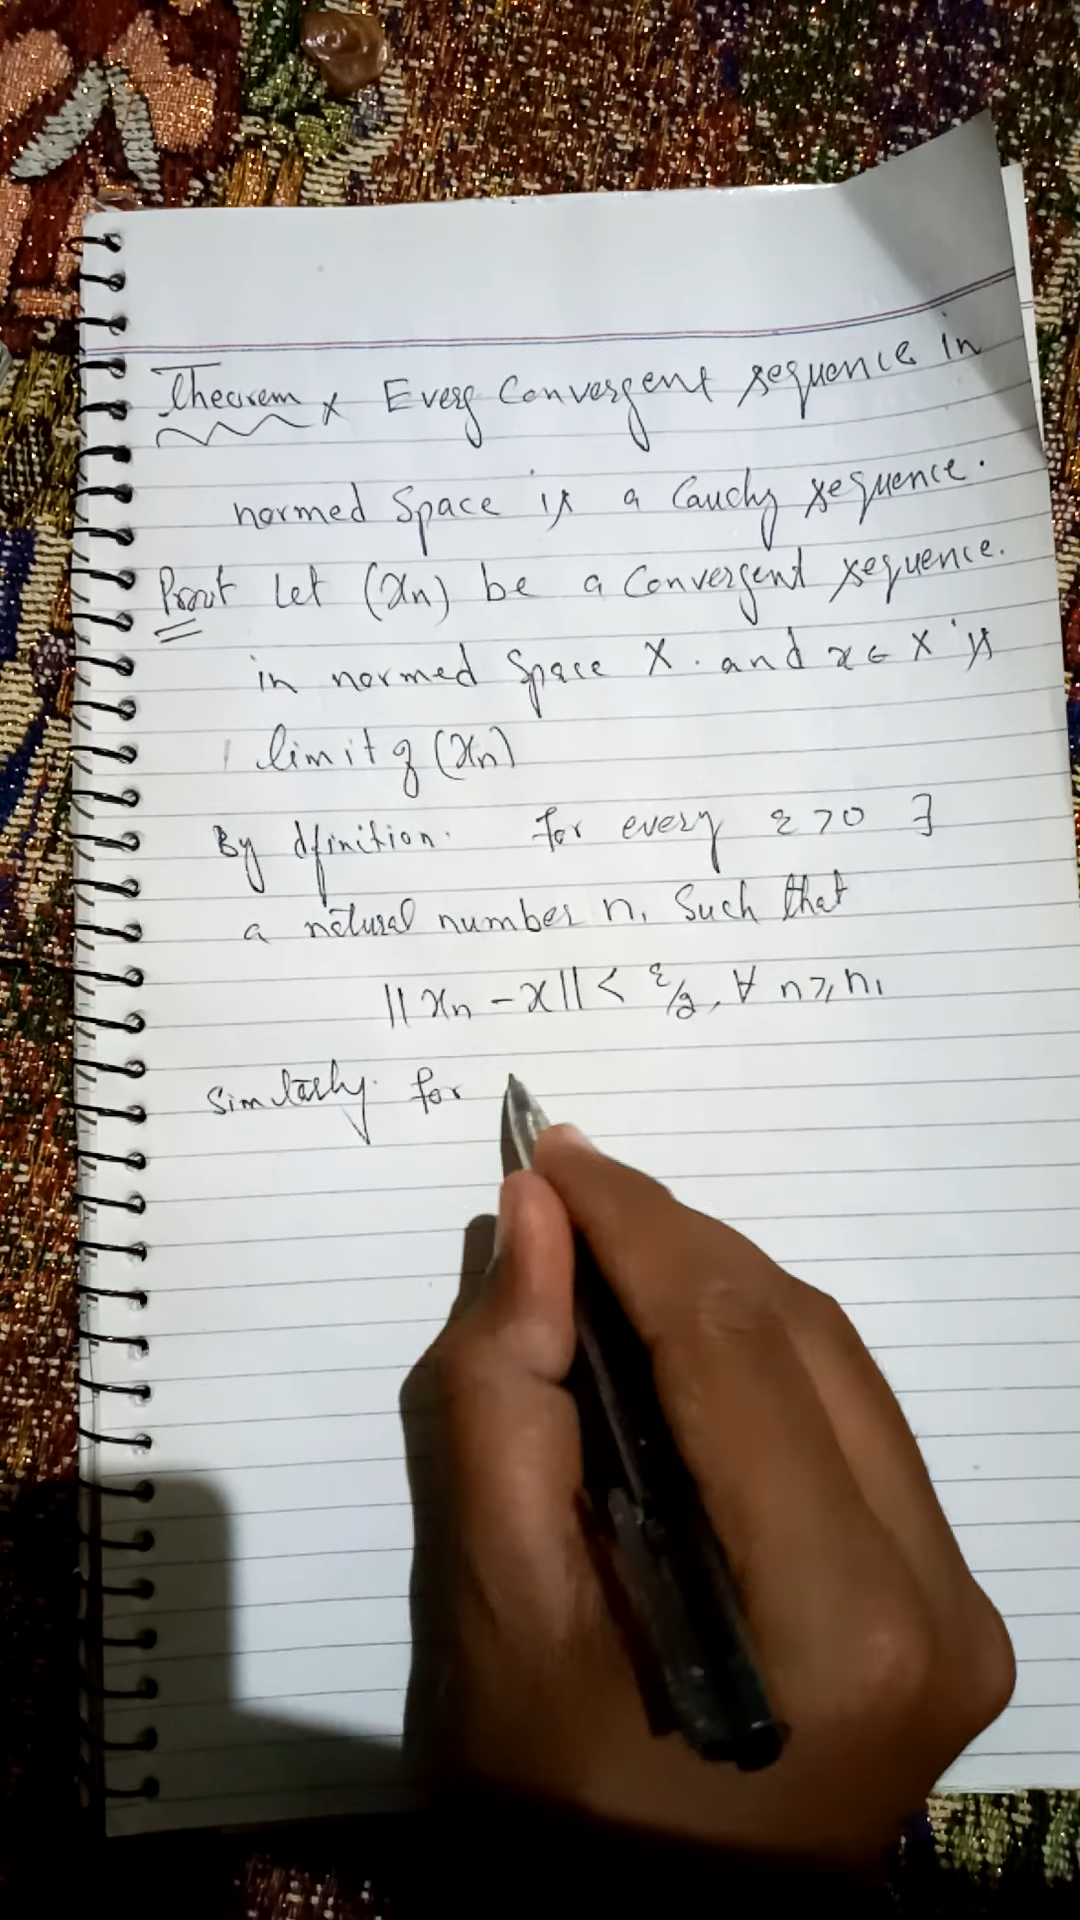 Theorem x Every Convergent sequence in
normed Space is a Cauchy sequence.
Proof Let (xn) be a Convergent sequence.
in normed Space X. and x ∈ X is
limit of (xn)
By dfinition. for every ε > 0 ∃
a natural number n₁ Such that
||xn - x|| < ε/2, ∀ n ≥ n₁
Similarly. for